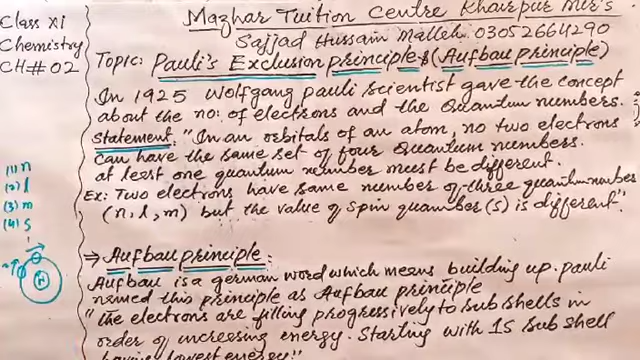 Mazhar Tuition Centre Khairpur Mir's
Class xi
Chemistry
CH# 02
Sajjad Hussain Malleh. 03052664290
Topic: Pauli's Exclusion principle & (Aufbau principle)
In 1925 Wolfgang pauli scientist gave the concept
about the no: of electrons and the Quantum numbers.
Statement: "In an orbitals of an atom, no two electrons
can have the same set of four Quantum numbers.
at least one quantum number must be different.
Ex: Two electrons have same number of three quantum number
(n, l, m) but the value of spin quamber (s) is different".
(1) n
(2) l
(3) m
(4) s
N
⇒ Aufbau principle:
Aufbau is a german word which means building up. pauli
named this principle as Aufbau principle
"the electrons are filling progressively to sub shells in
order of increasing energy. Starting with 1S sub shell
having lowest energy"